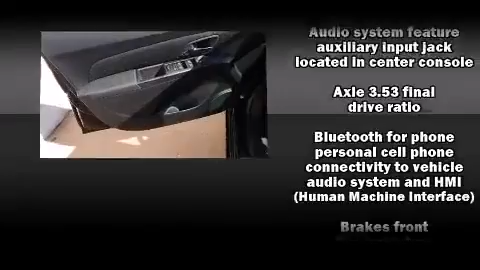 Audio system feature
auxiliary input jack
located in center console
Axle 3.53 final
drive ratio
Bluetooth for phone
personal cell phone
connectivity to vehicle
audio system and HMI
(Human Machine Interface)
Brakes front